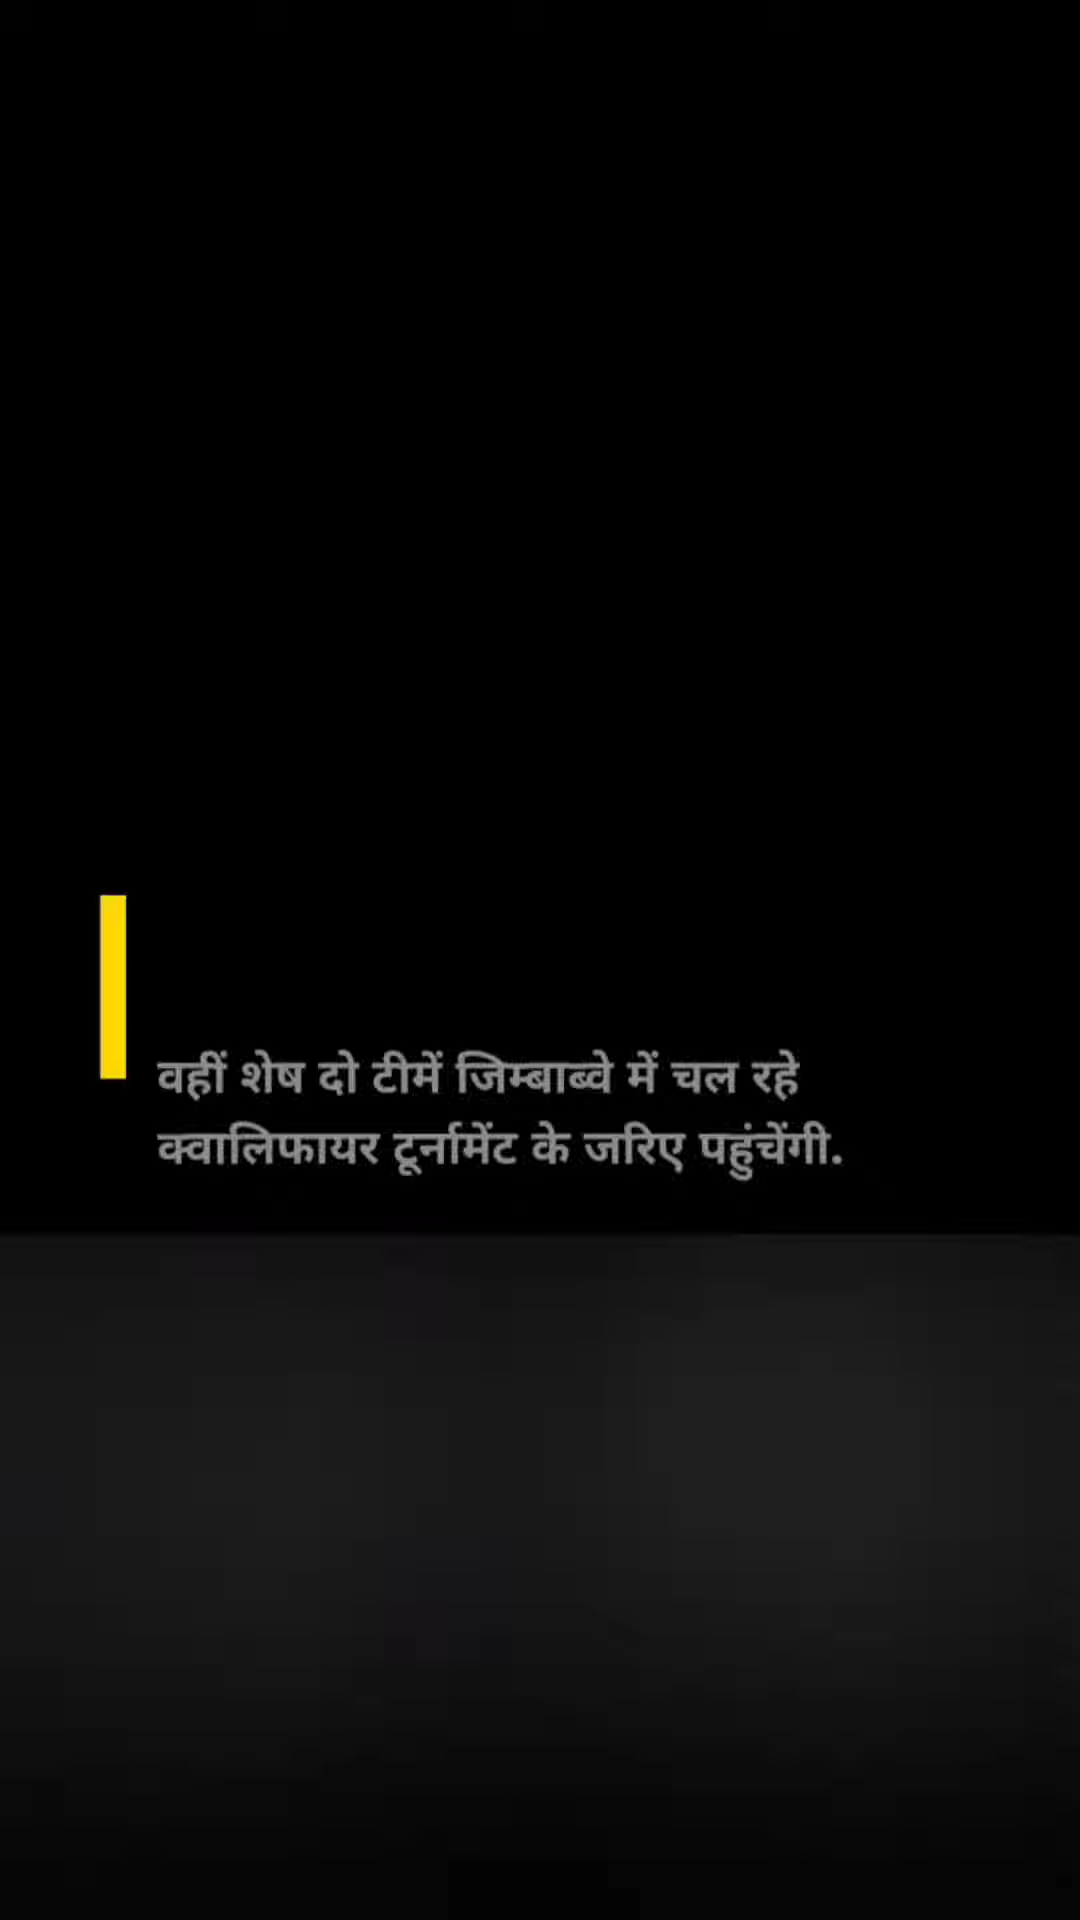 वहीं शेष दो टीमें जिम्बाब्वे में चल रहे
क्वालिफायर टूर्नामेंट के जरिए पहुंचेंगी.